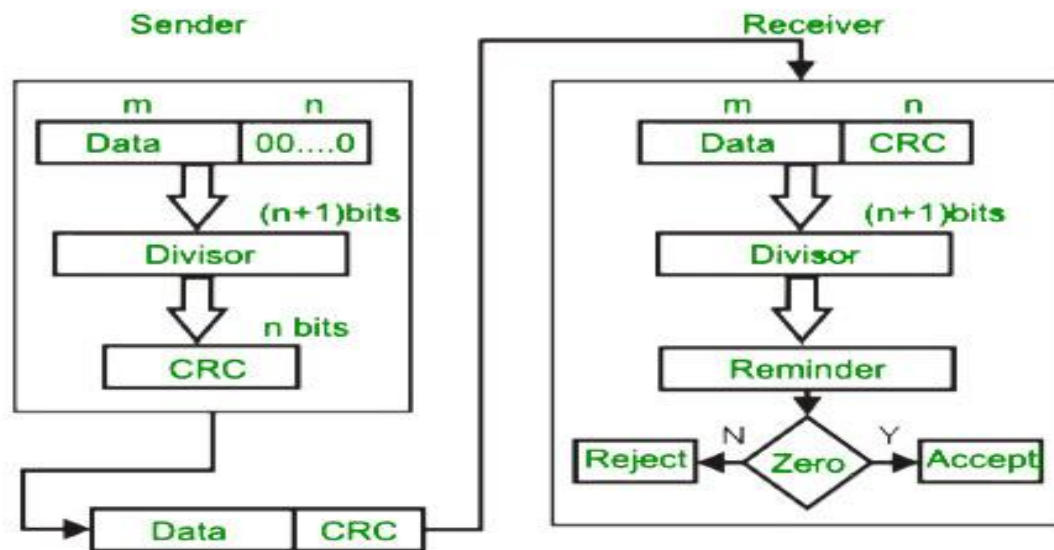 Sender
m n
Data 00....0
(n+1)bits
Divisor
n bits
CRC
Data CRC
Receiver
m n
Data CRC
(n+1)bits
Divisor
Reminder
N Y
Reject Zero Accept